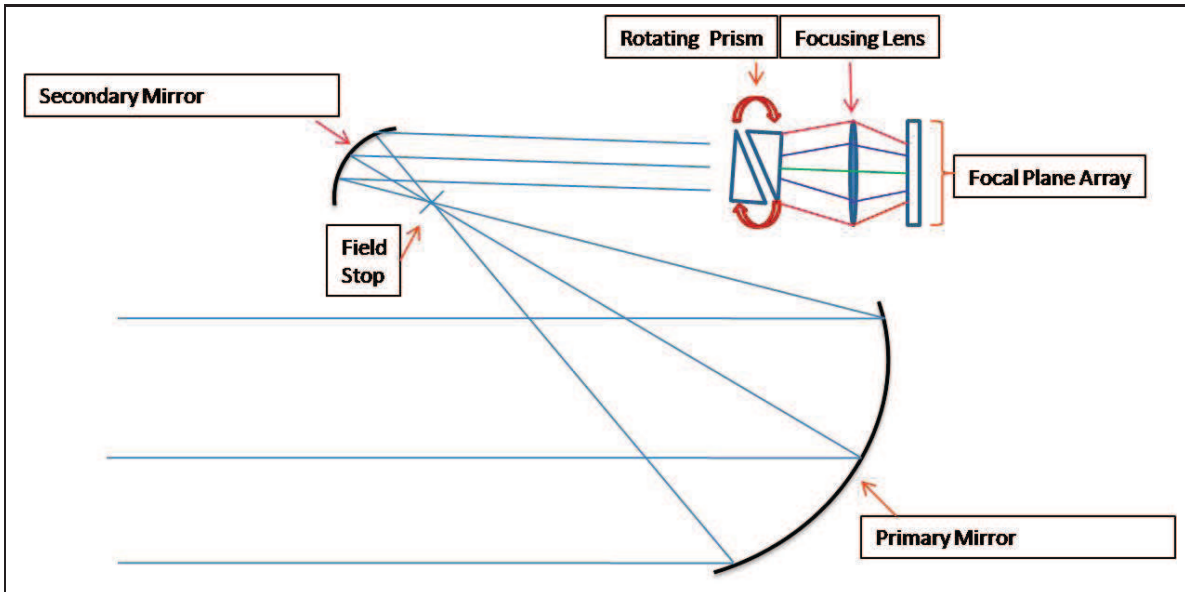 Rotating Prism
Focusing Lens
Secondary Mirror
Focal Plane Array
Field
Stop
Primary Mirror